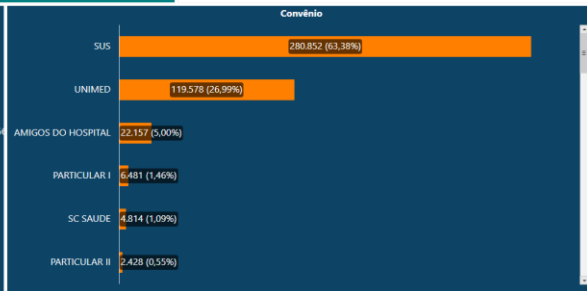 Convênio
SUS 280.852 (63,38%)
UNIMED 119.578 (26,99%)
AMIGOS DO HOSPITAL 22.157 (5,00%)
PARTICULAR I 6.481 (1,46%)
SC SAUDE 4.814 (1,09%)
PARTICULAR II 2.428 (0,55%)